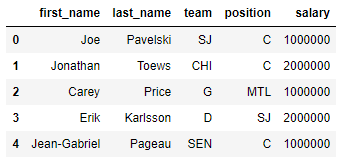 first_name last_name team position salary
0 Joe Pavelski SJ C 1000000
1 Jonathan Toews CHI C 2000000
2 Carey Price G MTL 1000000
3 Erik Karlsson D SJ 2000000
4 Jean-Gabriel Pageau SEN C 1000000